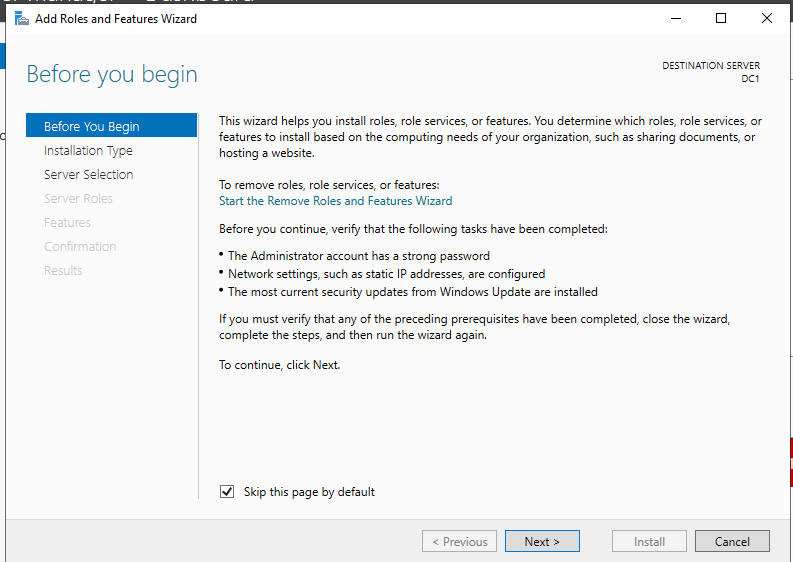 Add Roles and Features Wizard
Before you begin
DESTINATION SERVER
DC1
Before You Begin
Installation Type
Server Selection
Server Roles
Features
Confirmation
Results
This wizard helps you install roles, role services, or features. You determine which roles, role services, or
features to install based on the computing needs of your organization, such as sharing documents, or
hosting a website.
To remove roles, role services, or features:
Start the Remove Roles and Features Wizard
Before you continue, verify that the following tasks have been completed:
• The Administrator account has a strong password
• Network settings, such as static IP addresses, are configured
• The most current security updates from Windows Update are installed
If you must verify that any of the preceding prerequisites have been completed, close the wizard,
complete the steps, and then run the wizard again.
To continue, click Next.
Skip this page by default
< Previous
Next >
Install
Cancel